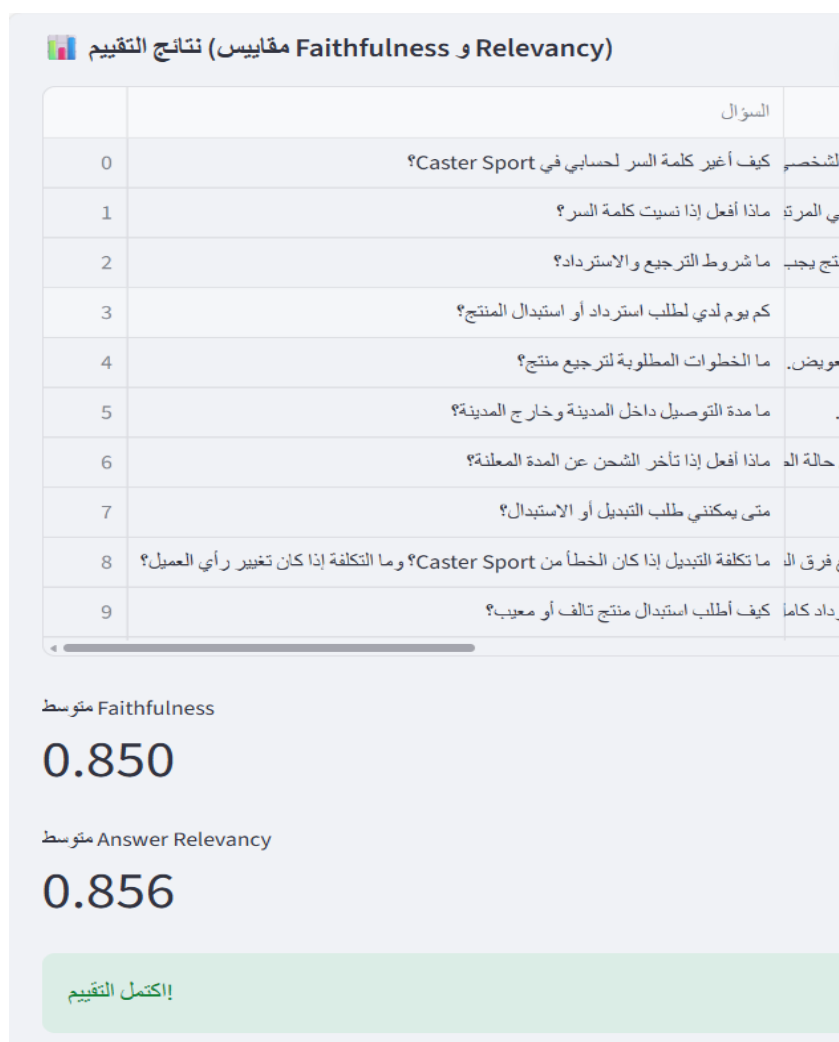 نتائج التقييم (مقاييس Faithfulness و Relevancy)
السؤال
0 كيف أغير كلمة السر لحسابي في Caster Sport؟
1 ماذا أفعل إذا نسيت كلمة السر؟
2 ما شروط الترجيع والاسترداد؟ يجب
3 كم يوم لدي لطلب استرداد أو استبدال المنتج؟
4 ما الخطوات المطلوبة لترجيع منتج؟
5 ما مدة التوصيل داخل المدينة وخارج المدينة؟
6 ماذا أفعل إذا تأخر الشحن عن المدة المعلنة؟ حالة
7 متى يمكنني طلب التبديل أو الاستبدال؟
8 ما تكلفة التبديل إذا كان الخطأ من Caster Sport؟ وما التكلفة إذا كان تغيير رأي العميل؟ فرق
9 كيف أطلب استبدال منتج تالف أو معيب؟
متوسط Faithfulness
0.850
متوسط Answer Relevancy
0.856
اكتمل التقييم!